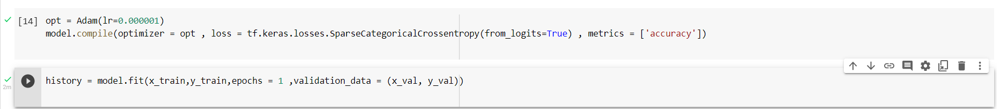 [14] opt = Adam(lr=0.000001)
model.compile(optimizer = opt , loss = tf.keras.losses.SparseCategoricalCrossentropy(from_logits=True) , metrics = ['accuracy'])
history = model.fit(x_train,y_train,epochs = 1 ,validation_data = (x_val, y_val))
2m